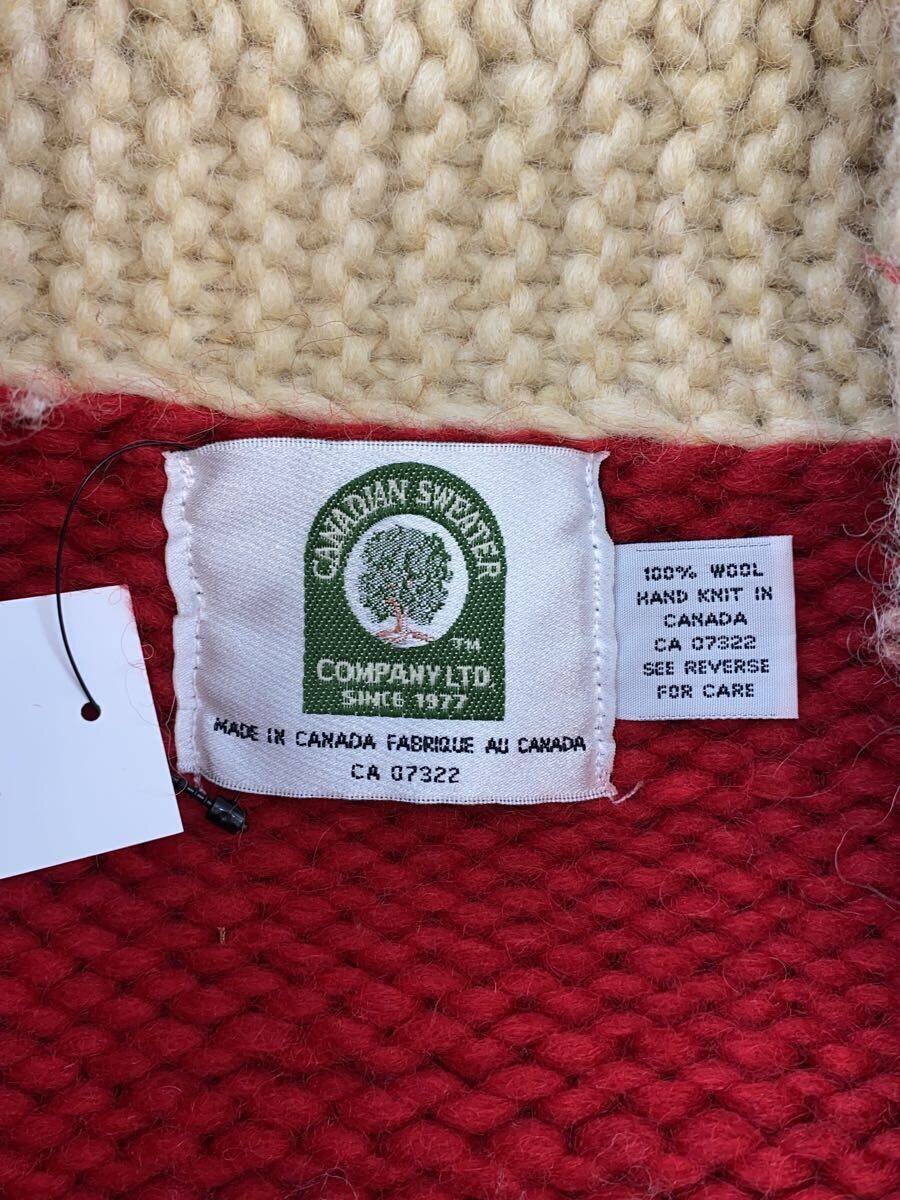 CANADIAN SWEATER
TM
COMPANY LTD.
SINCE 1977
MADE IN CANADA FABRIQUE AU CANADA
CA 07322
100% WOOL
HAND KNIT IN
CANADA
CA 07322
SEE REVERSE
FOR CARE